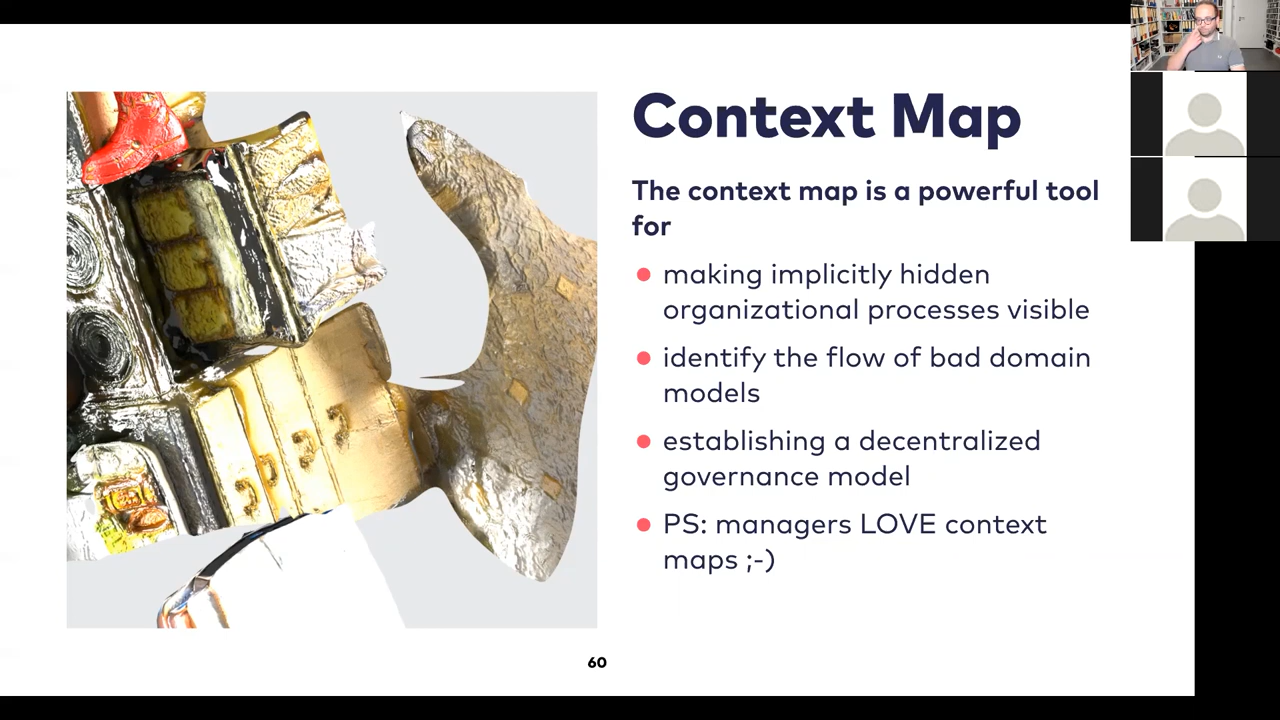 Context Map
The context map is a powerful tool
for
making implicitly hidden
organizational processes visible
identify the flow of bad domain
models
establishing a decentralized
governance model
PS: managers LOVE context
maps ;-)
60